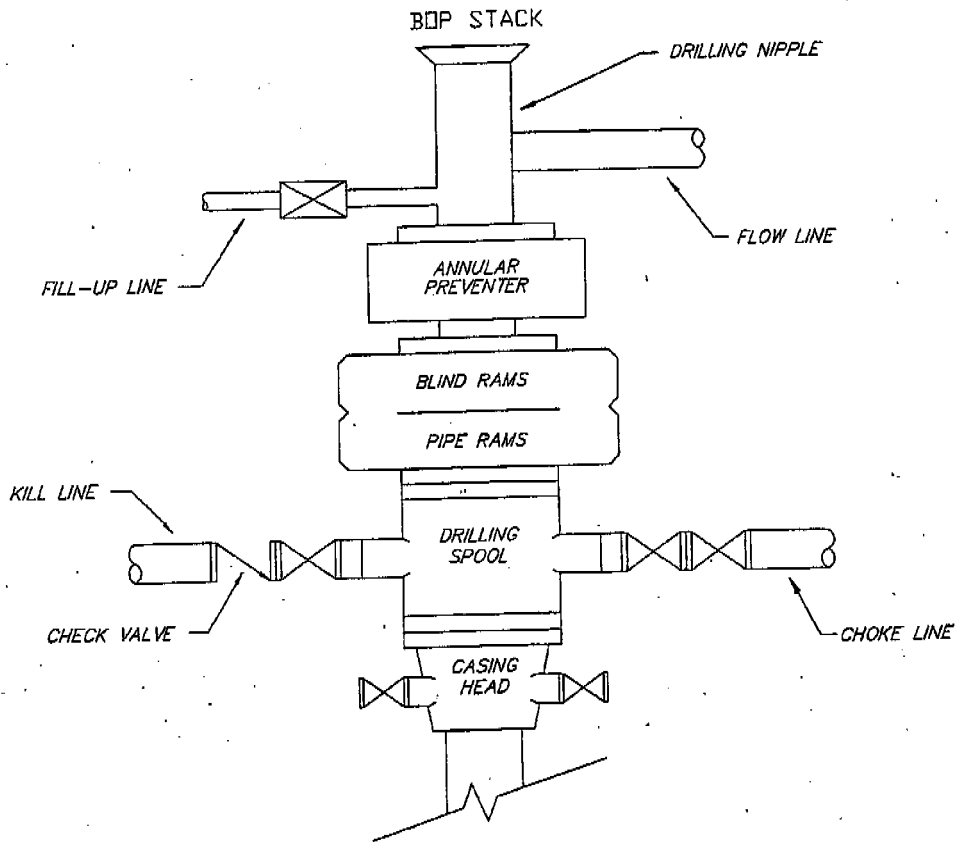 BOP STACK
DRILLING NIPPLE
FLOW LINE
FILL-UP LINE
ANNULAR
PREVENTER
BLIND RAMS
PIPE RAMS
KILL LINE
DRILLING
SPOOL
CHECK VALVE
CHOKE LINE
CASING
HEAD